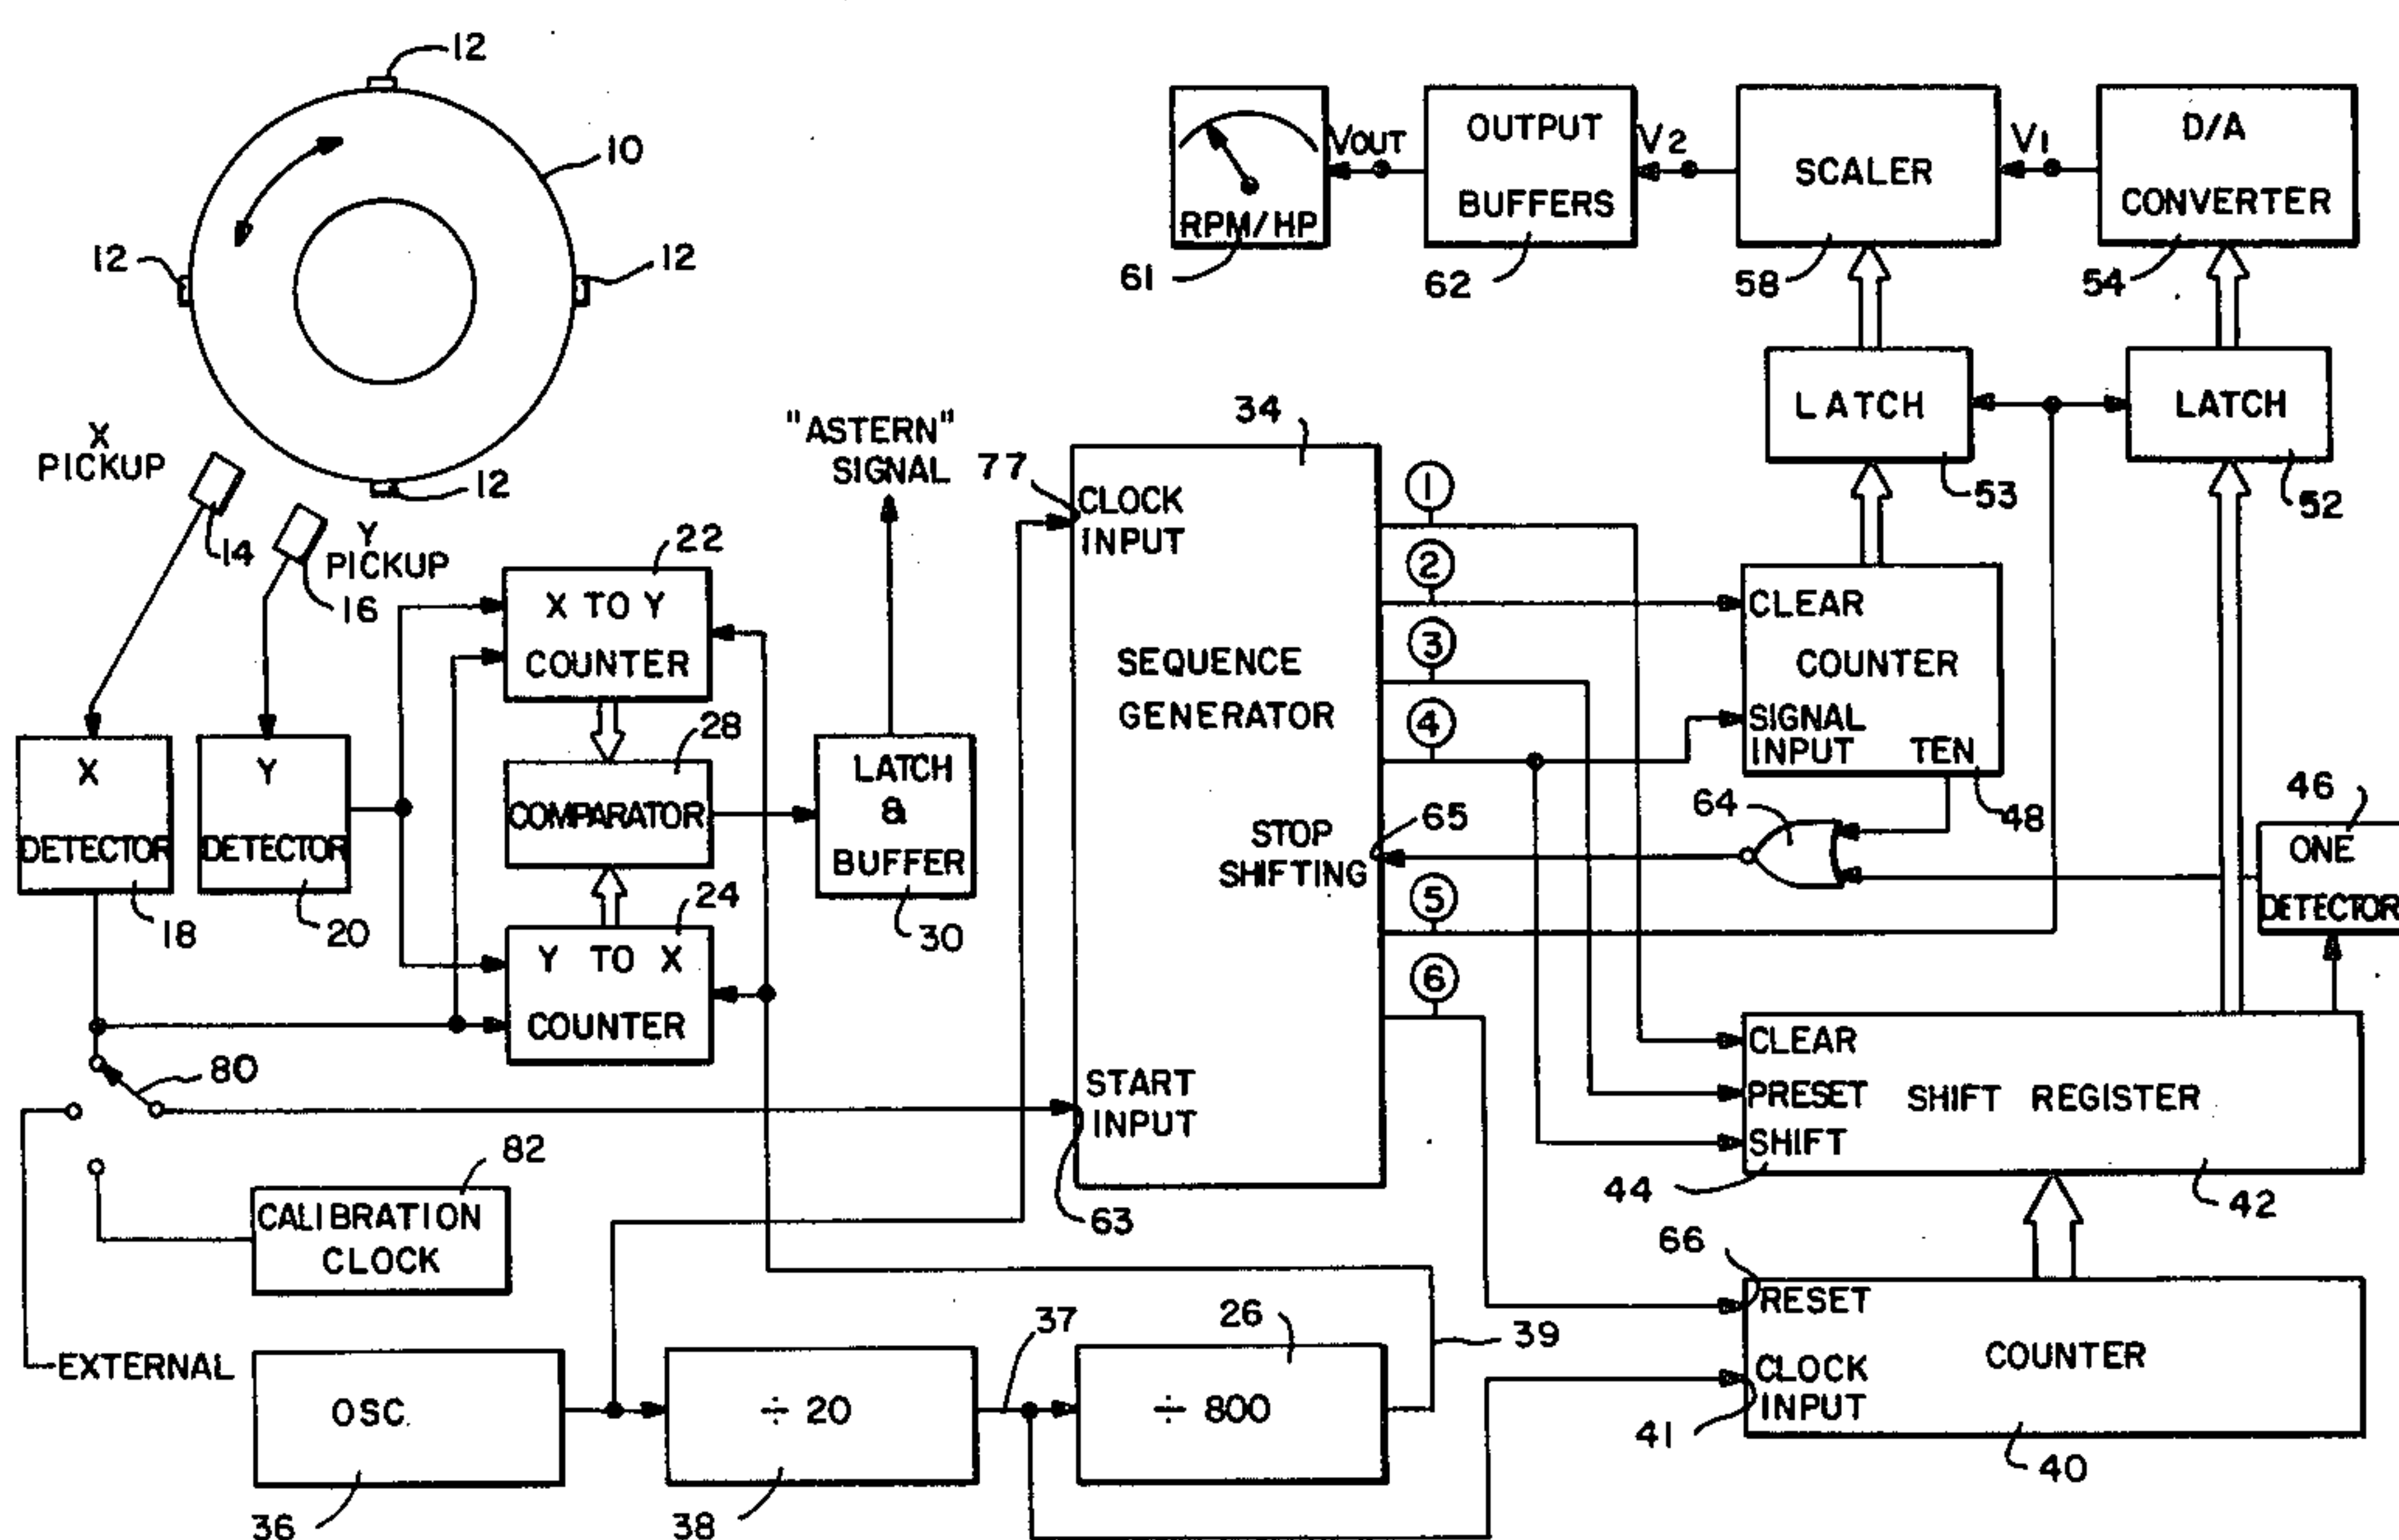 12
10
12
12
12
X
PICKUP
14
Y
PICKUP
16
X
DETECTOR
18
Y
DETECTOR
20
22
X TO Y
COUNTER
28
COMPARATOR
24
Y TO X
COUNTER
"ASTERN"
SIGNAL
LATCH
&
BUFFER
30
80
82
CALIBRATION
CLOCK
EXTERNAL
OSC.
36
÷ 20
38
37
26
÷ 800
39
34
77
CLOCK
INPUT
SEQUENCE
GENERATOR
STOP
SHIFTING
65
START
INPUT
63
1
2
3
4
5
6
RPM/HP
61
VOUT
OUTPUT
BUFFERS
62
V2
SCALER
58
V1
D/A
CONVERTER
54
LATCH
53
LATCH
52
CLEAR
COUNTER
SIGNAL
INPUT
TEN
48
64
46
ONE
DETECTOR
CLEAR
PRESET
SHIFT
SHIFT REGISTER
44
42
66
RESET
CLOCK
INPUT
COUNTER
41
40